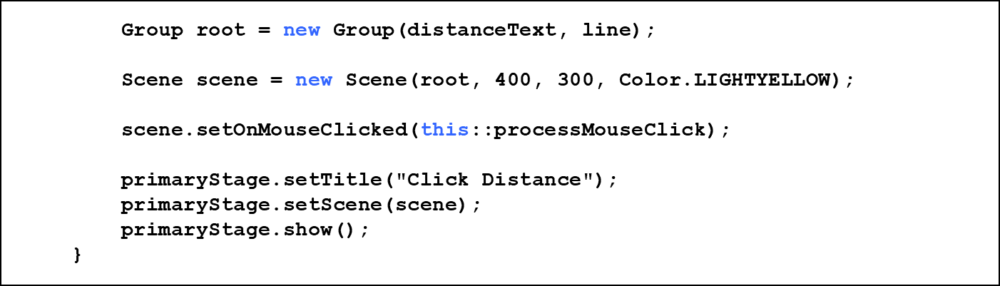 Group root = new Group(distanceText, line);
Scene scene = new Scene(root, 400, 300, Color.LIGHTYELLOW);
scene.setOnMouseClicked(this::processMouseClick);
primaryStage.setTitle("Click Distance");
primaryStage.setScene(scene);
primaryStage.show();
}